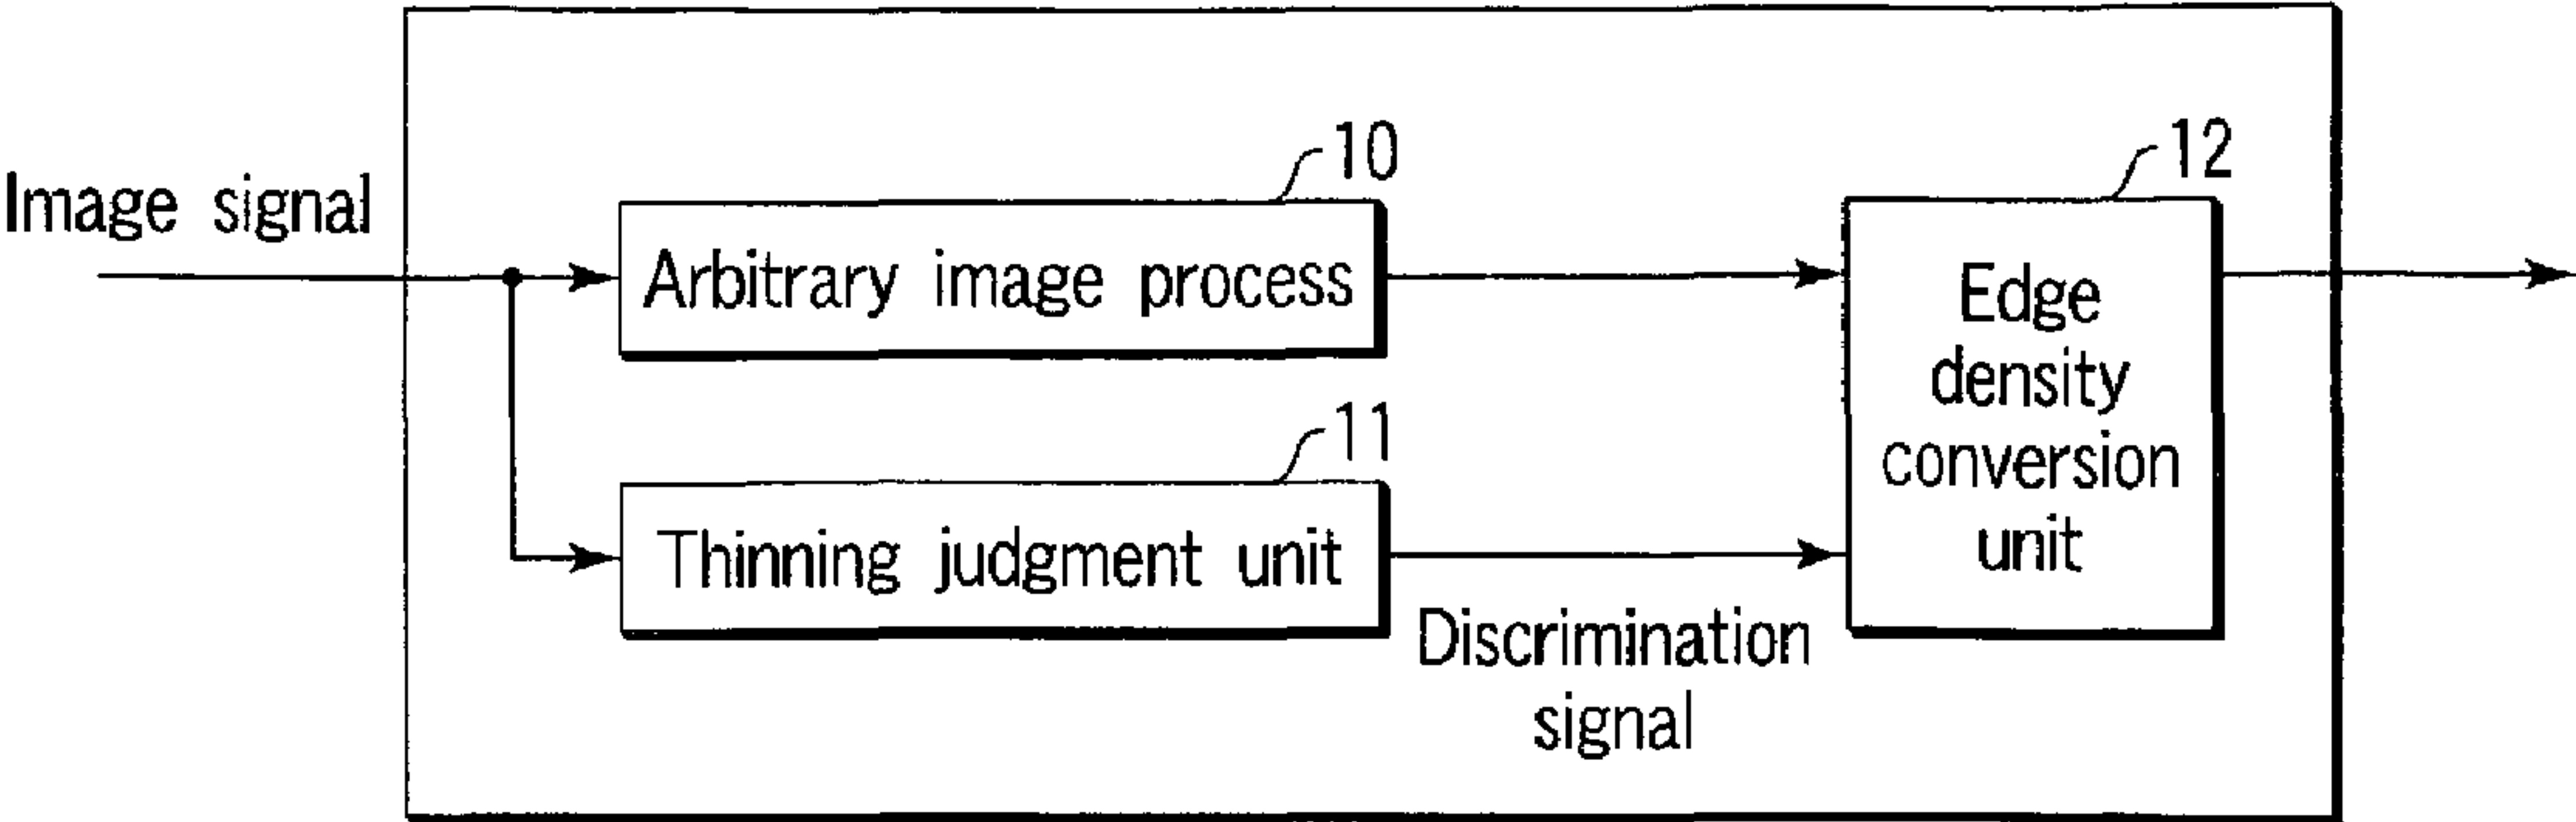 Image signal
10
Arbitrary image process
11
Thinning judgment unit
Discrimination
signal
12
Edge
density
conversion
unit